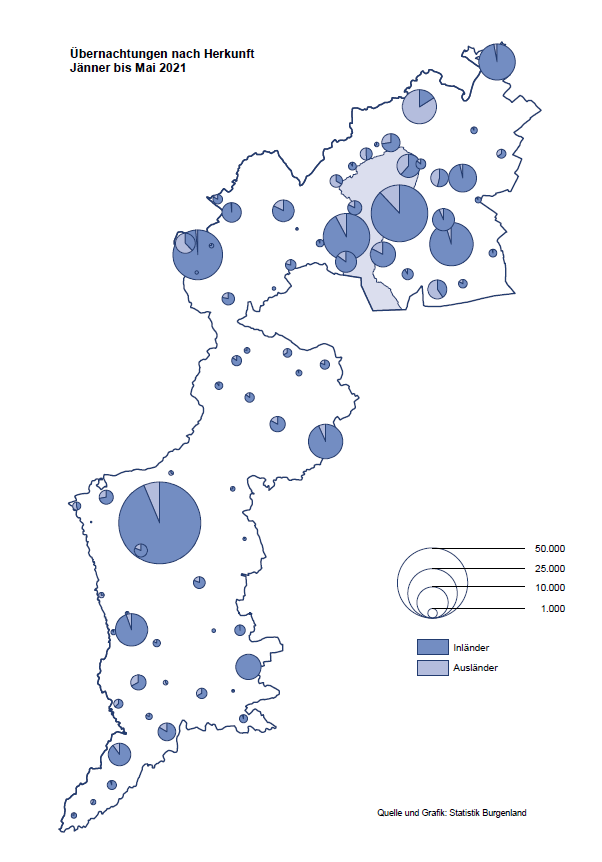 Übernachtungen nach Herkunft
Jänner bis Mai 2021
50.000
25.000
10.000
1.000
Inländer
Ausländer
Quelle und Grafik: Statistik Burgenland